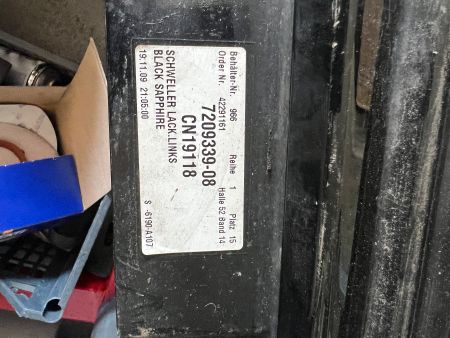 Behälter-Nr. 966 Reihe 1 Platz 15
Order Nr. 42291161 Halle 52 Band 14
7209339-08
CN19118
SCHWELLER LACK.LINKS
BLACK SAPPHIRE
19.11.09 21:05:00 S -6190-A107